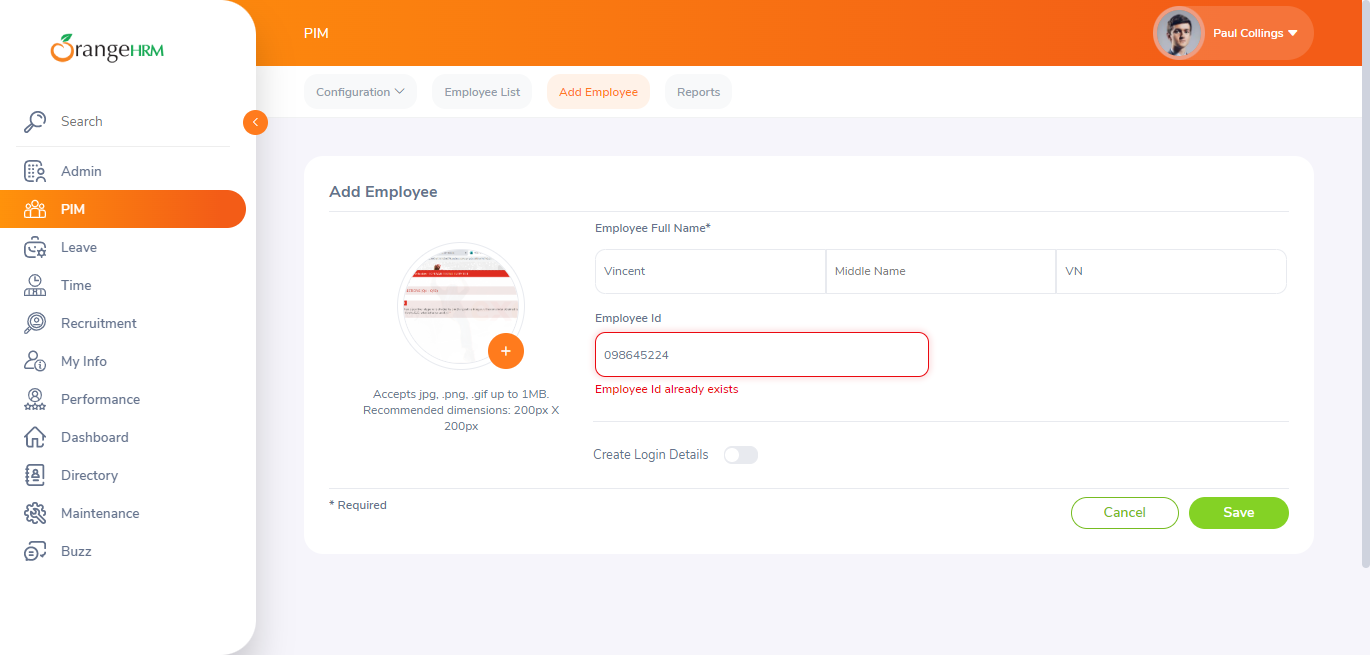 OrangeHRM
PIM
Paul Collings
Configuration
Employee List
Add Employee
Reports
Search
Admin
PIM
Leave
Time
Recruitment
My Info
Performance
Dashboard
Directory
Maintenance
Buzz
Add Employee
Employee Full Name*
Vincent
Middle Name
VN
Employee Id
098645224
Employee Id already exists
Accepts jpg, .png, .gif up to 1MB.
Recommended dimensions: 200px X
200px
Create Login Details
* Required
Cancel
Save